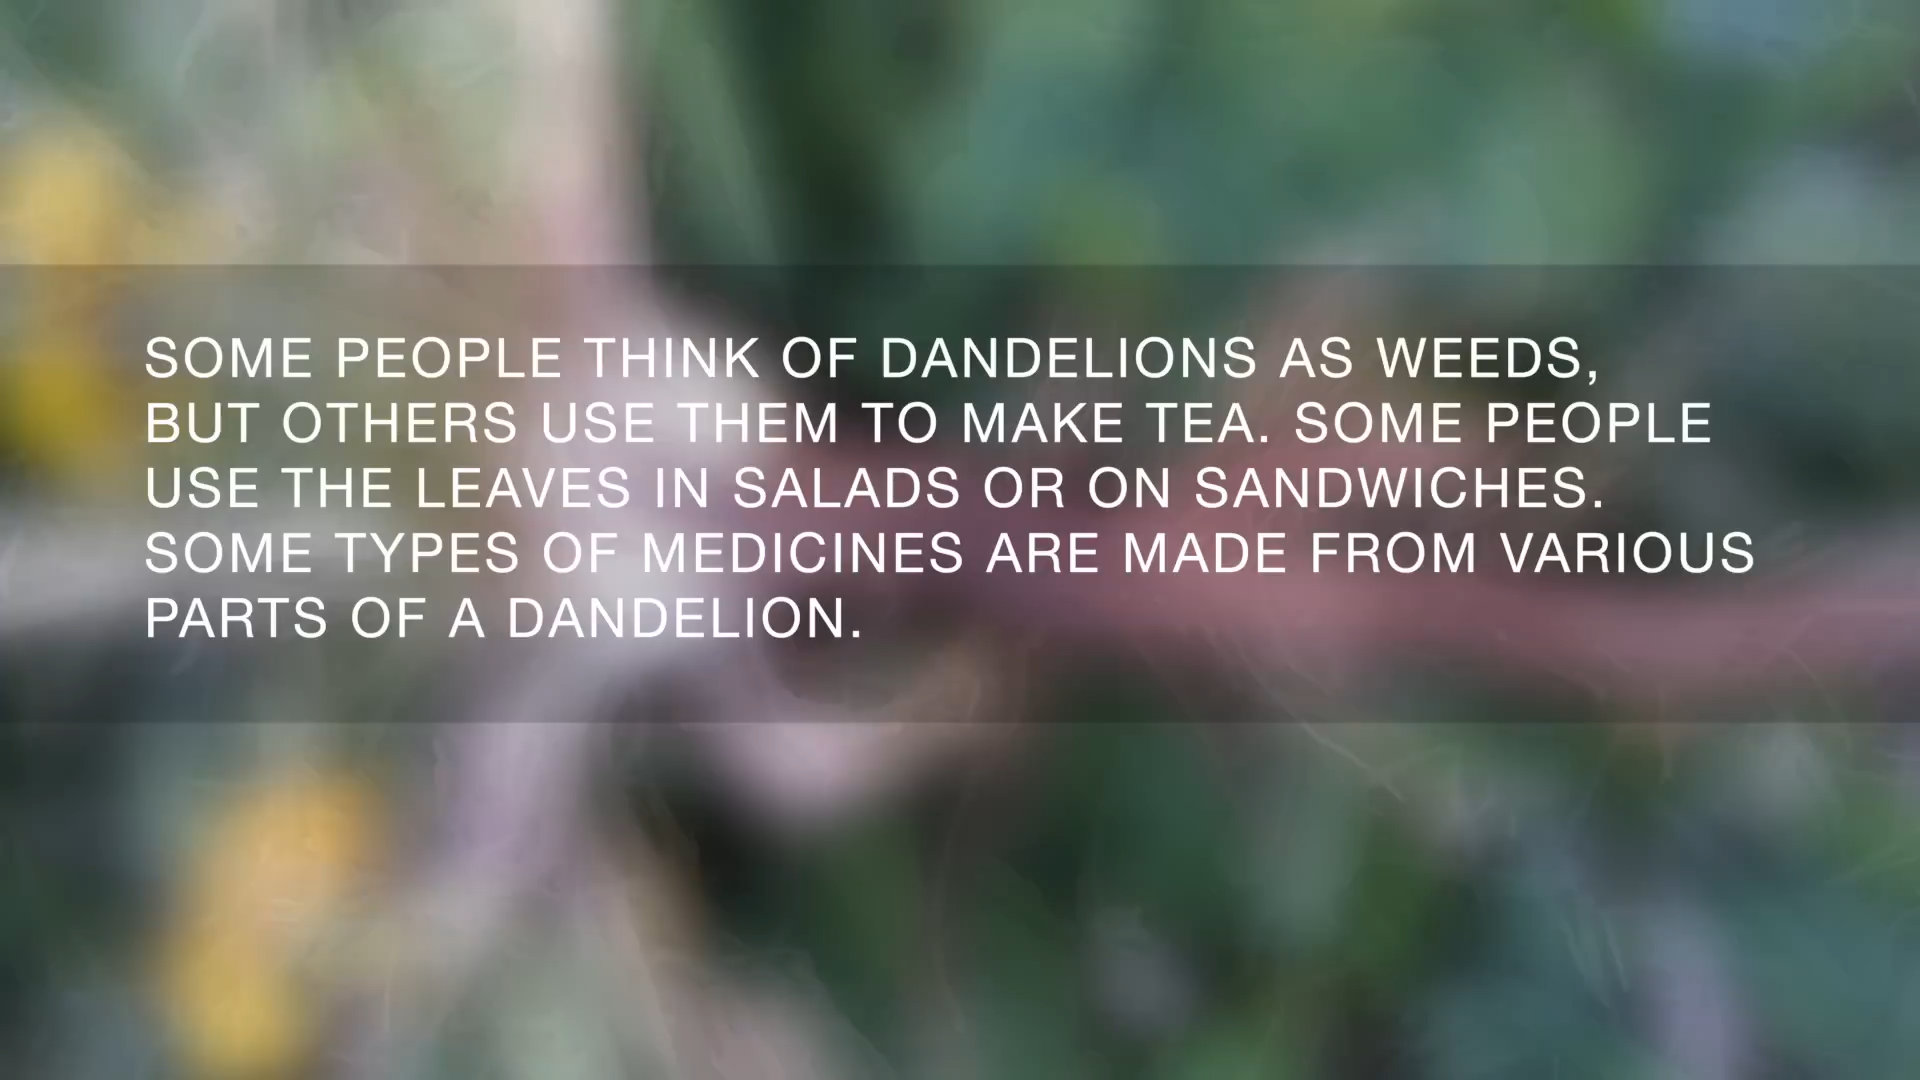 SOME PEOPLE THINK OF DANDELIONS AS WEEDS,
BUT OTHERS USE THEM TO MAKE TEA. SOME PEOPLE
USE THE LEAVES IN SALADS OR ON SANDWICHES.
SOME TYPES OF MEDICINES ARE MADE FROM VARIOUS
PARTS OF A DANDELION.